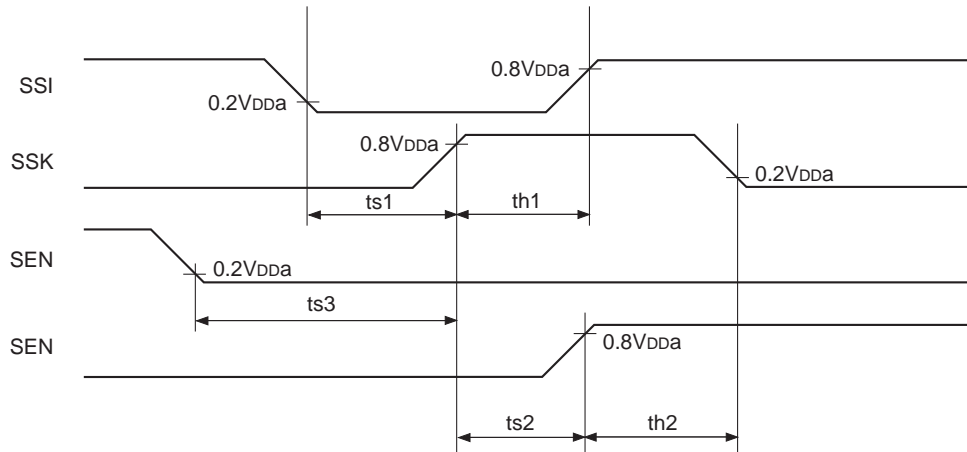 SSI
0.2VDDa
0.8VDDa
SSK
0.8VDDa
0.2VDDa
ts1
th1
SEN
0.2VDDa
ts3
SEN
0.8VDDa
ts2
th2